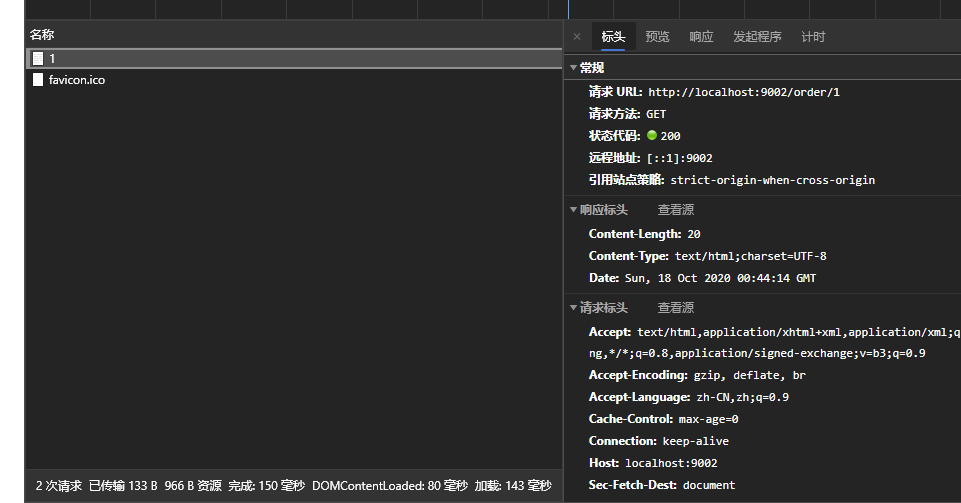 名称
1
favicon.ico
2 次请求 已传输 133 B 966 B 资源 完成: 150 毫秒 DOMContentLoaded: 80 毫秒 加载: 143 毫秒
× 标头 预览 响应 发起程序 计时
常规
请求 URL: http://localhost:9002/order/1
请求方法: GET
状态代码: 200
远程地址: [::1]:9002
引用站点策略: strict-origin-when-cross-origin
响应标头 查看源
Content-Length: 20
Content-Type: text/html;charset=UTF-8
Date: Sun, 18 Oct 2020 00:44:14 GMT
请求标头 查看源
Accept: text/html,application/xhtml+xml,application/xml;q
ng,*/*;q=0.8,application/signed-exchange;v=b3;q=0.9
Accept-Encoding: gzip, deflate, br
Accept-Language: zh-CN,zh;q=0.9
Cache-Control: max-age=0
Connection: keep-alive
Host: localhost:9002
Sec-Fetch-Dest: document